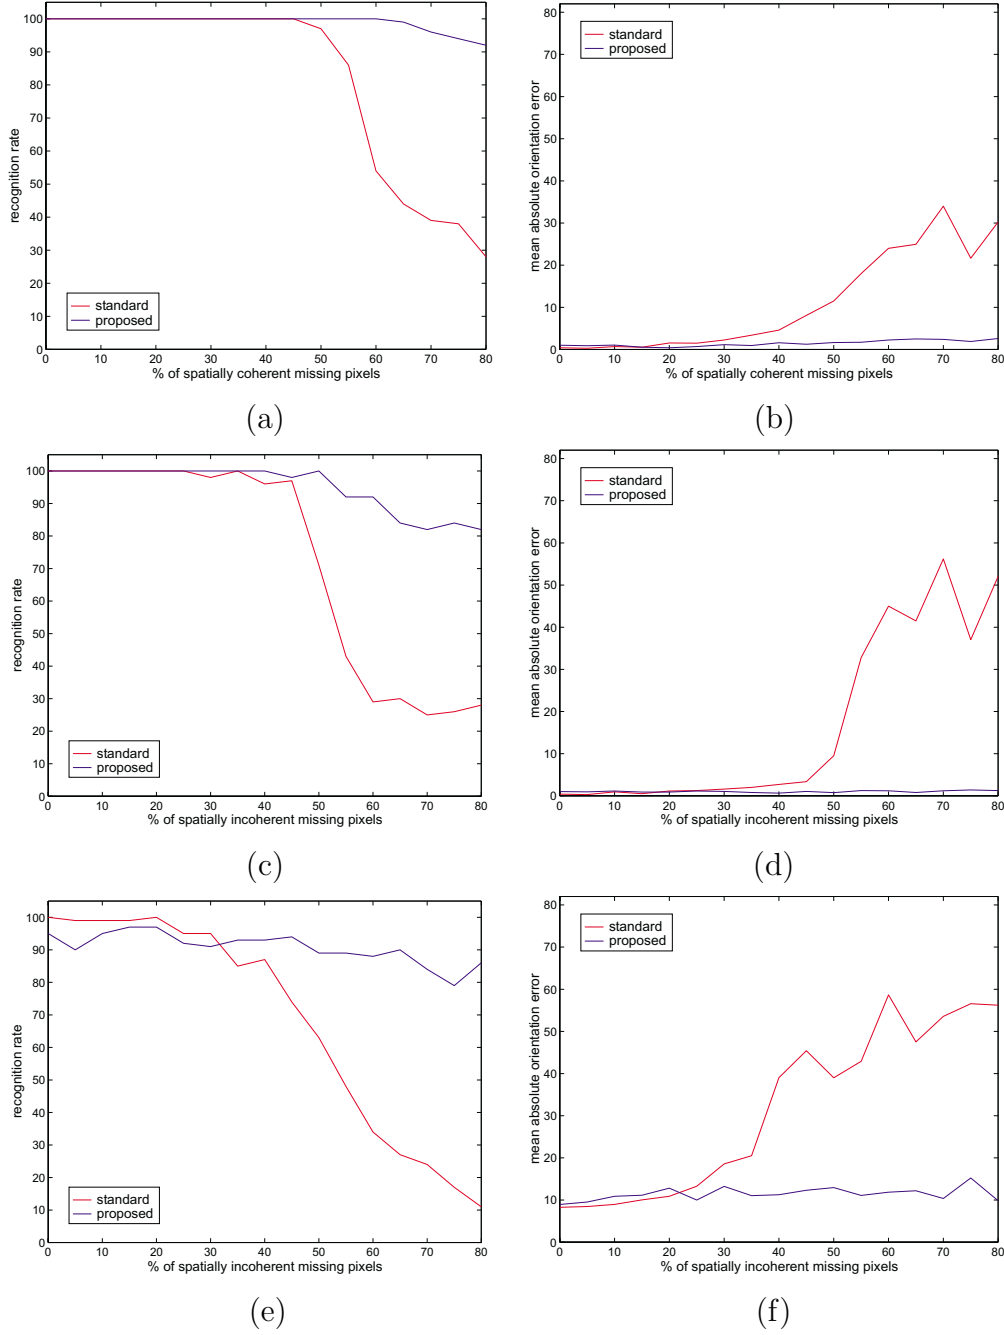 100
90
80
70
60
50
40
30
20
10
0
recognition rate
standard
proposed
0 10 20 30 40 50 60 70 80
% of spatially coherent missing pixels
(a)
80
70
60
50
40
30
20
10
0
mean absolute orientation error
standard
proposed
0 10 20 30 40 50 60 70 80
% of spatially coherent missing pixels
(b)
100
90
80
70
60
50
40
30
20
10
0
recognition rate
standard
proposed
0 10 20 30 40 50 60 70 80
% of spatially incoherent missing pixels
(c)
80
70
60
50
40
30
20
10
0
mean absolute orientation error
standard
proposed
0 10 20 30 40 50 60 70 80
% of spatially incoherent missing pixels
(d)
100
90
80
70
60
50
40
30
20
10
0
recognition rate
standard
proposed
0 10 20 30 40 50 60 70 80
% of spatially incoherent missing pixels
(e)
80
70
60
50
40
30
20
10
0
mean absolute orientation error
standard
proposed
0 10 20 30 40 50 60 70 80
% of spatially incoherent missing pixels
(f)